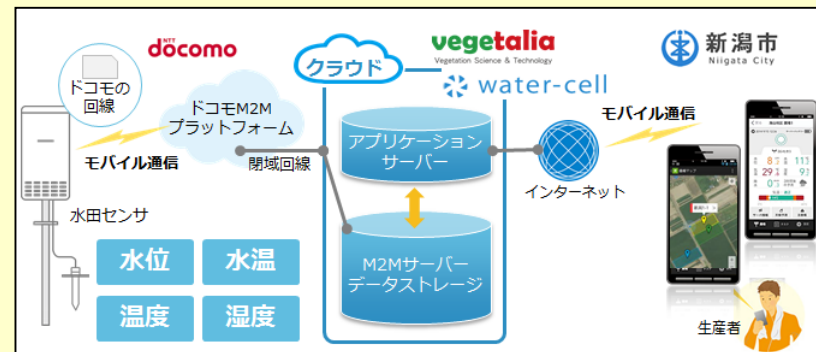 NTT
döcomo
vegetalia
Vegetation Science & Technology
water-cell
新潟市
Niigata City
ドコモの
回線
ドコモM2M
プラットフォーム
モバイル通信
閉域回線
水田センサ
水位
水温
温度
湿度
クラウド
アプリケーション
サーバー
M2Mサーバー
データストレージ
インターネット
モバイル通信
生産者